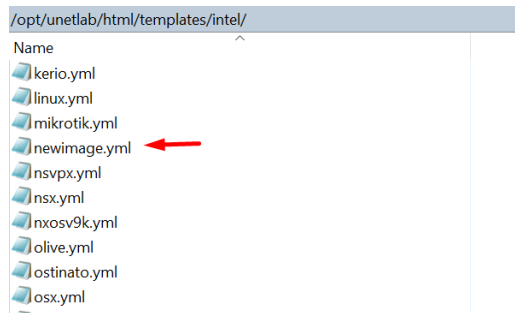 /opt/unetlab/html/templates/intel/
Name
kerio.yml
linux.yml
mikrotik.yml
newimage.yml
nsvpx.yml
nsx.yml
nxosv9k.yml
olive.yml
ostinato.yml
osx.yml